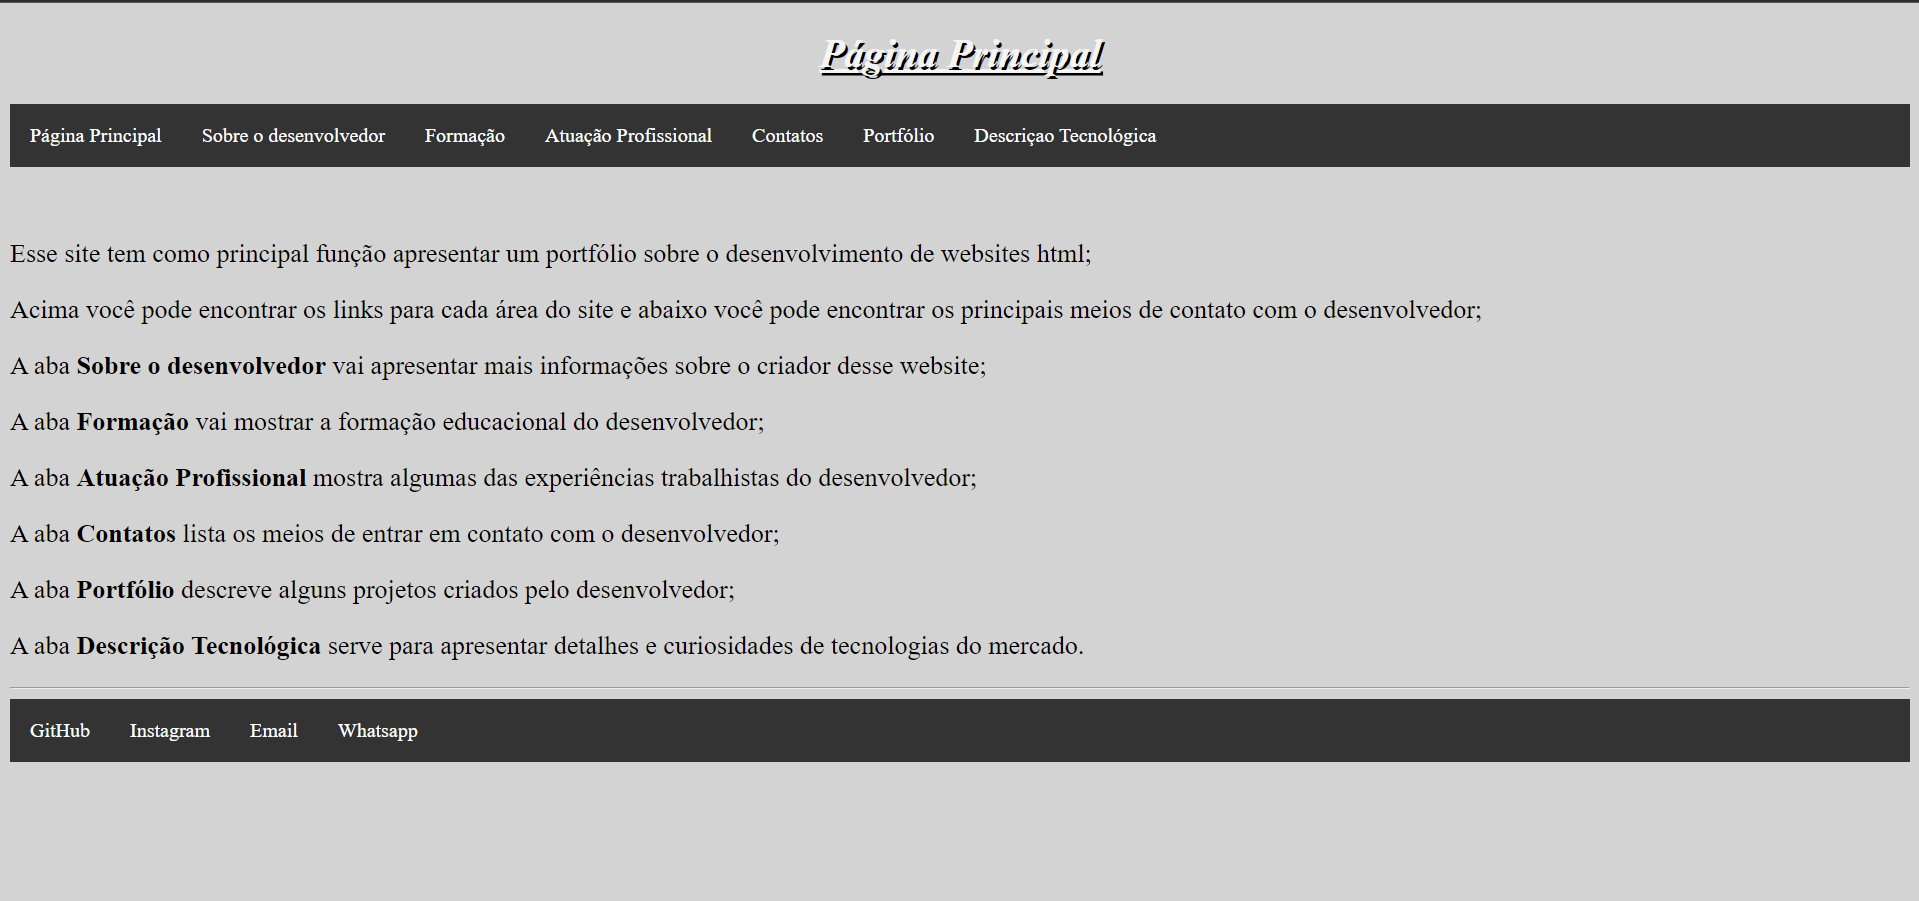 Página Principal
Página Principal Sobre o desenvolvedor Formação Atuação Profissional Contatos Portfólio Descriçao Tecnológica
Esse site tem como principal função apresentar um portfólio sobre o desenvolvimento de websites html;
Acima você pode encontrar os links para cada área do site e abaixo você pode encontrar os principais meios de contato com o desenvolvedor;
A aba Sobre o desenvolvedor vai apresentar mais informações sobre o criador desse website;
A aba Formação vai mostrar a formação educacional do desenvolvedor;
A aba Atuação Profissional mostra algumas das experiências trabalhistas do desenvolvedor;
A aba Contatos lista os meios de entrar em contato com o desenvolvedor;
A aba Portfólio descreve alguns projetos criados pelo desenvolvedor;
A aba Descrição Tecnológica serve para apresentar detalhes e curiosidades de tecnologias do mercado.
GitHub Instagram Email Whatsapp